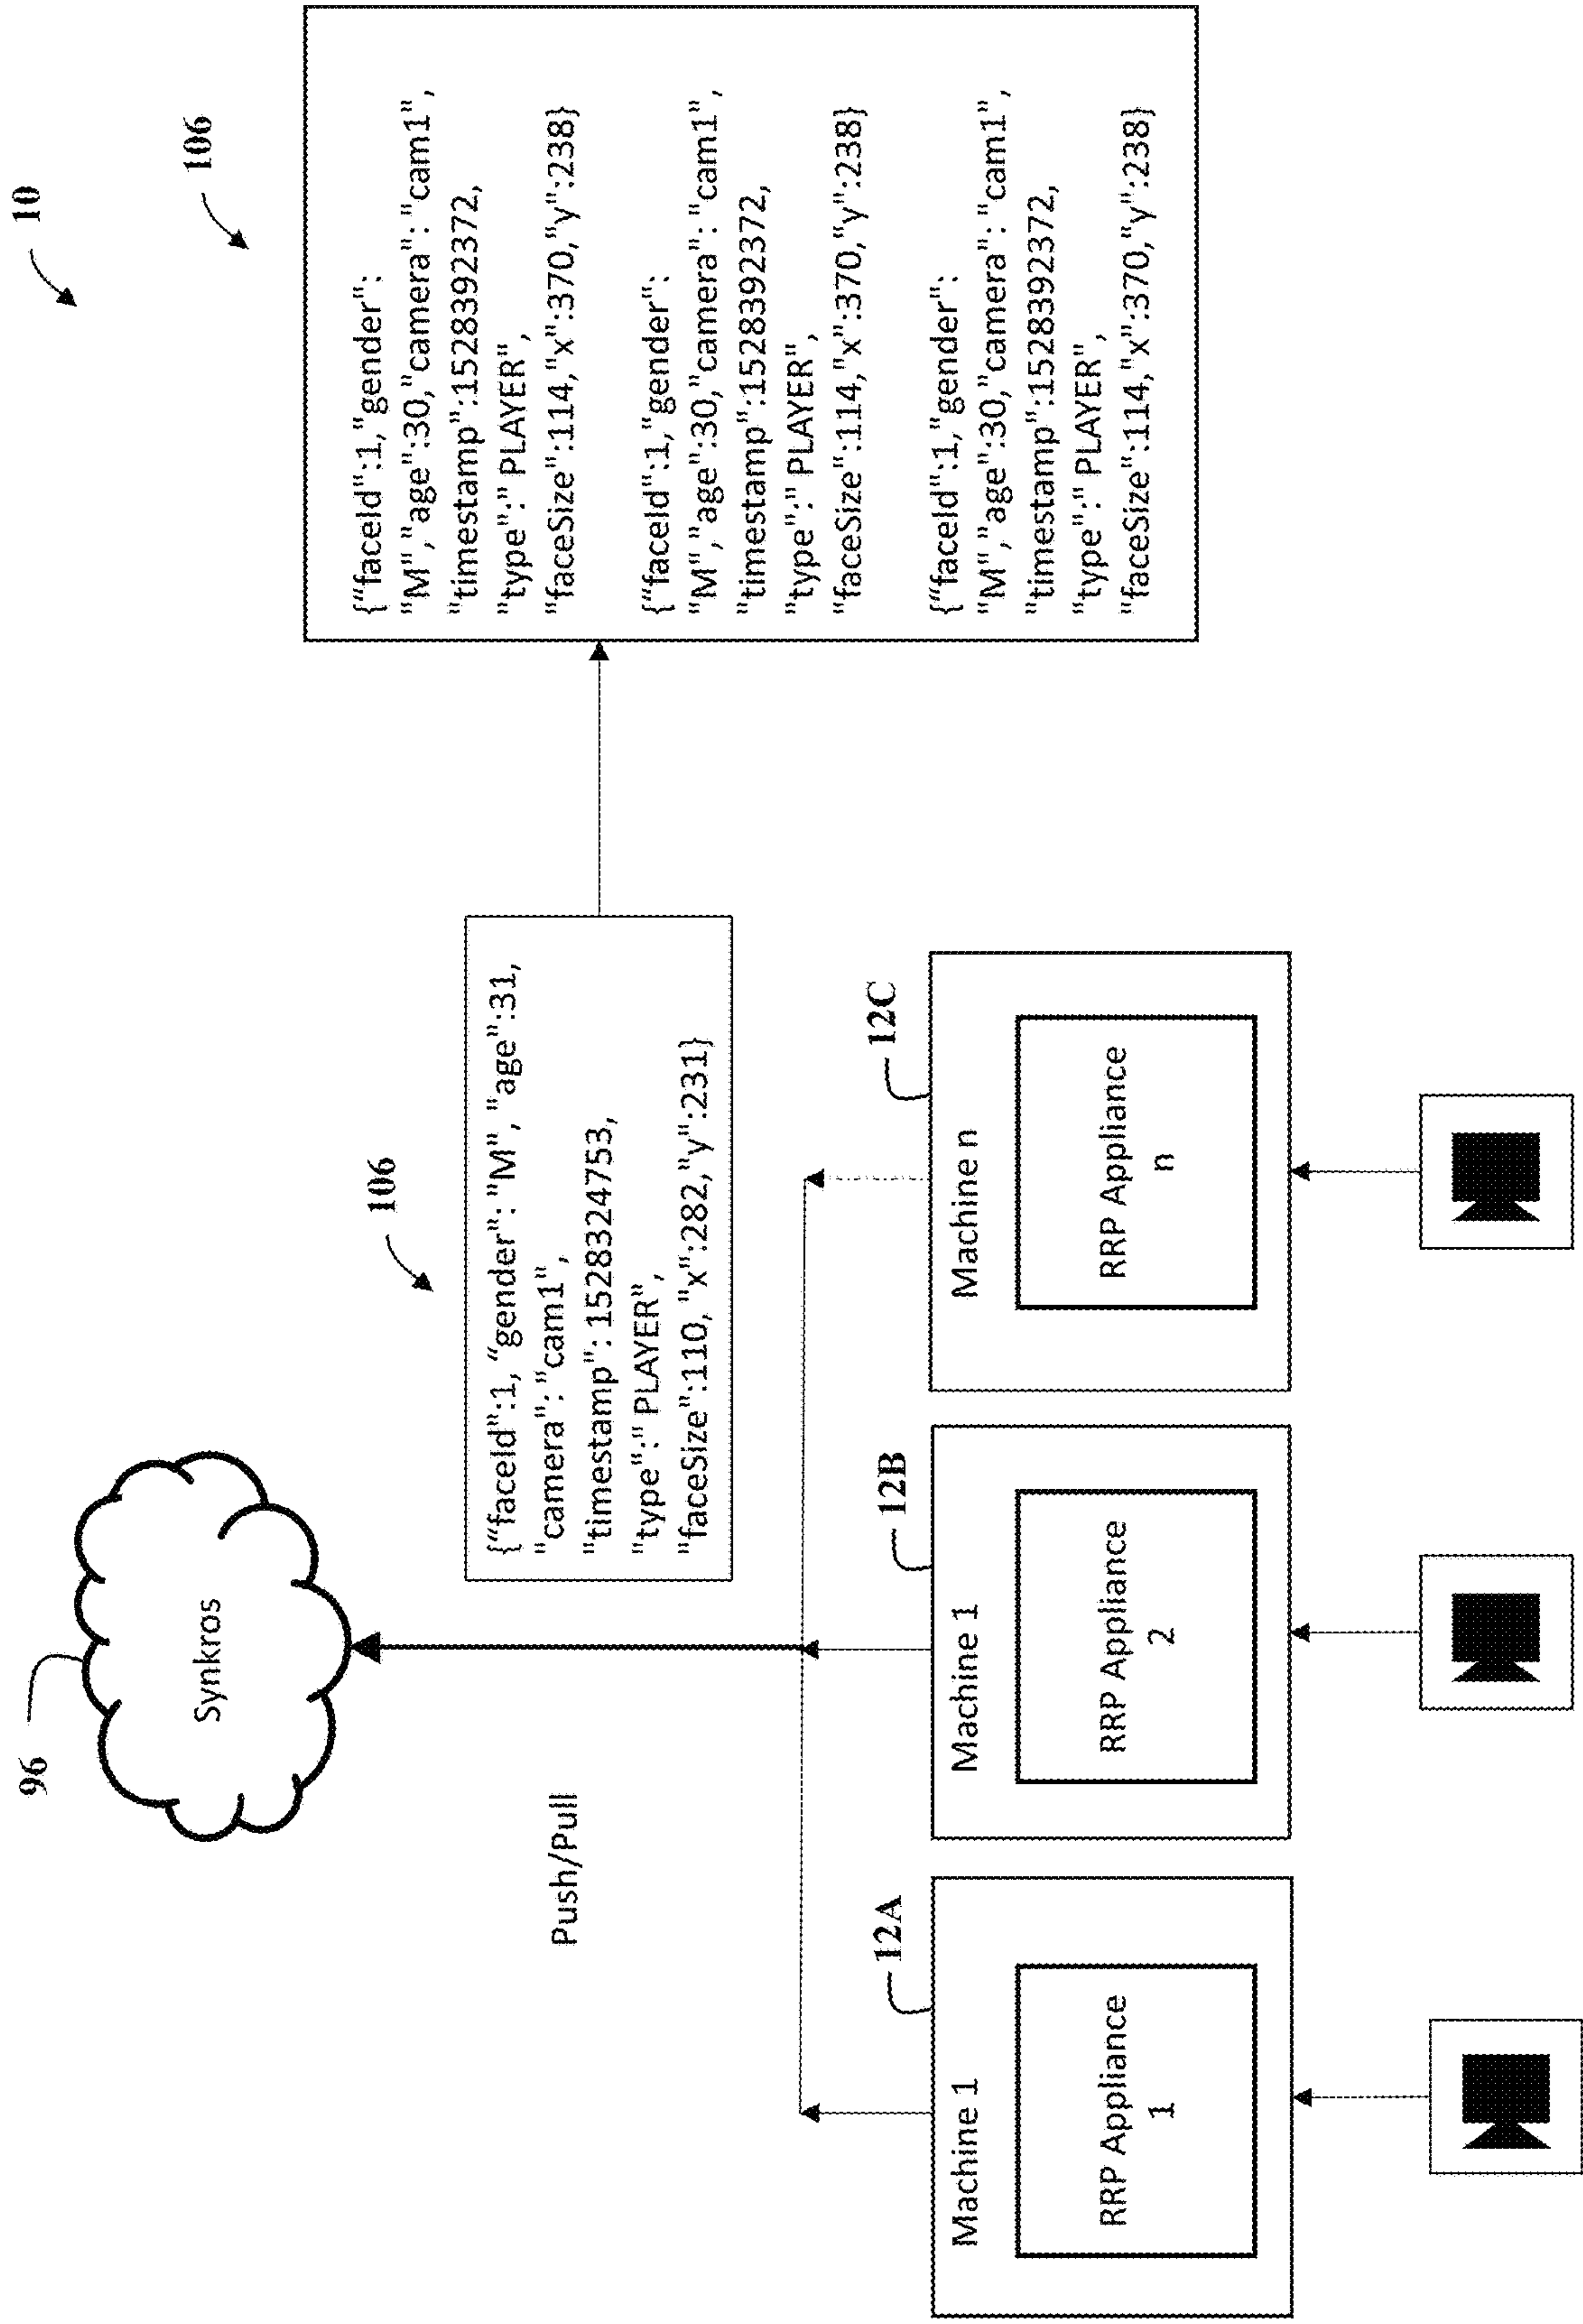 10
106
96
Synkros
Push/Pull
106
{"faceId":1, "gender": "M", "age":31,
"camera": "cam1",
"timestamp": 1528324753,
"type":" PLAYER",
"faceSize":110, "x":282,"y":231}
{"faceId":1,"gender":
"M","age":30,"camera": "cam1",
"timestamp":1528392372,
"type":" PLAYER",
"faceSize":114,"x":370,"y":238}
{"faceId":1,"gender":
"M","age":30,"camera": "cam1",
"timestamp":1528392372,
"type":" PLAYER",
"faceSize":114,"x":370,"y":238}
{"faceId":1,"gender":
"M","age":30,"camera": "cam1",
"timestamp":1528392372,
"type":" PLAYER",
"faceSize":114,"x":370,"y":238}
12A
Machine 1
RRP Appliance
1
12B
Machine 1
RRP Appliance
2
12C
Machine n
RRP Appliance
n